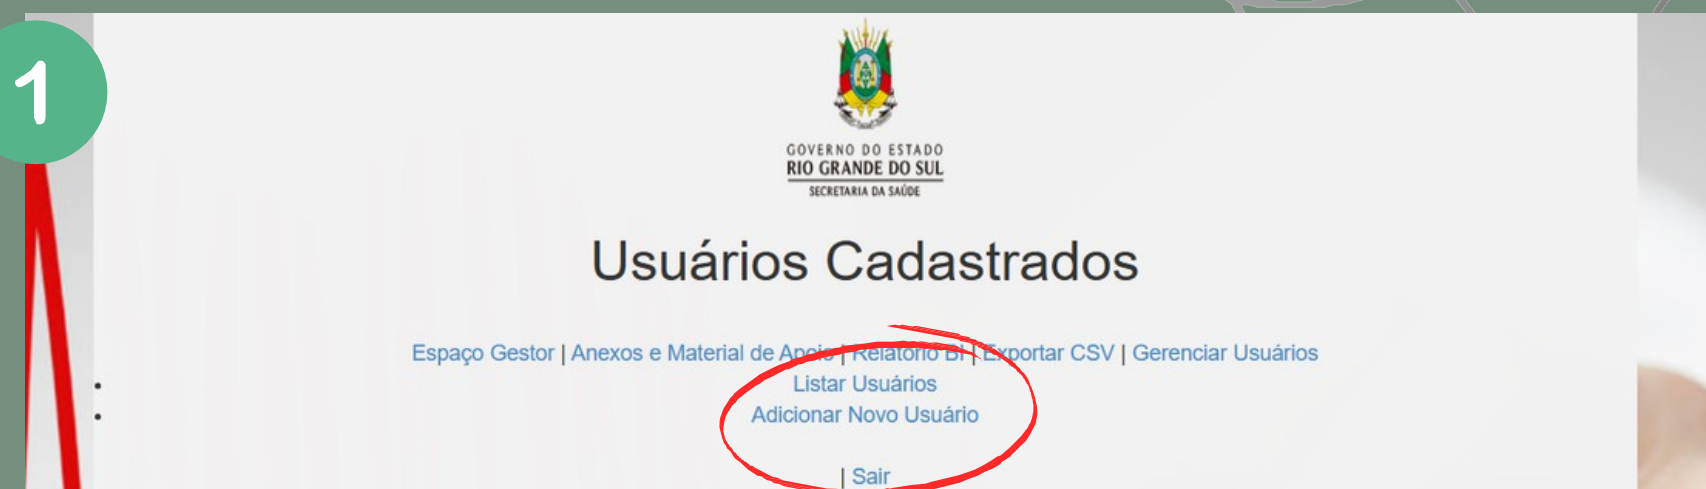 1
GOVERNO DO ESTADO
RIO GRANDE DO SUL
SECRETARIA DA SAÚDE
Usuários Cadastrados
Espaço Gestor | Anexos e Material de Apoio | Relatório BI | Exportar CSV | Gerenciar Usuários
Listar Usuários
Adicionar Novo Usuário
| Sair